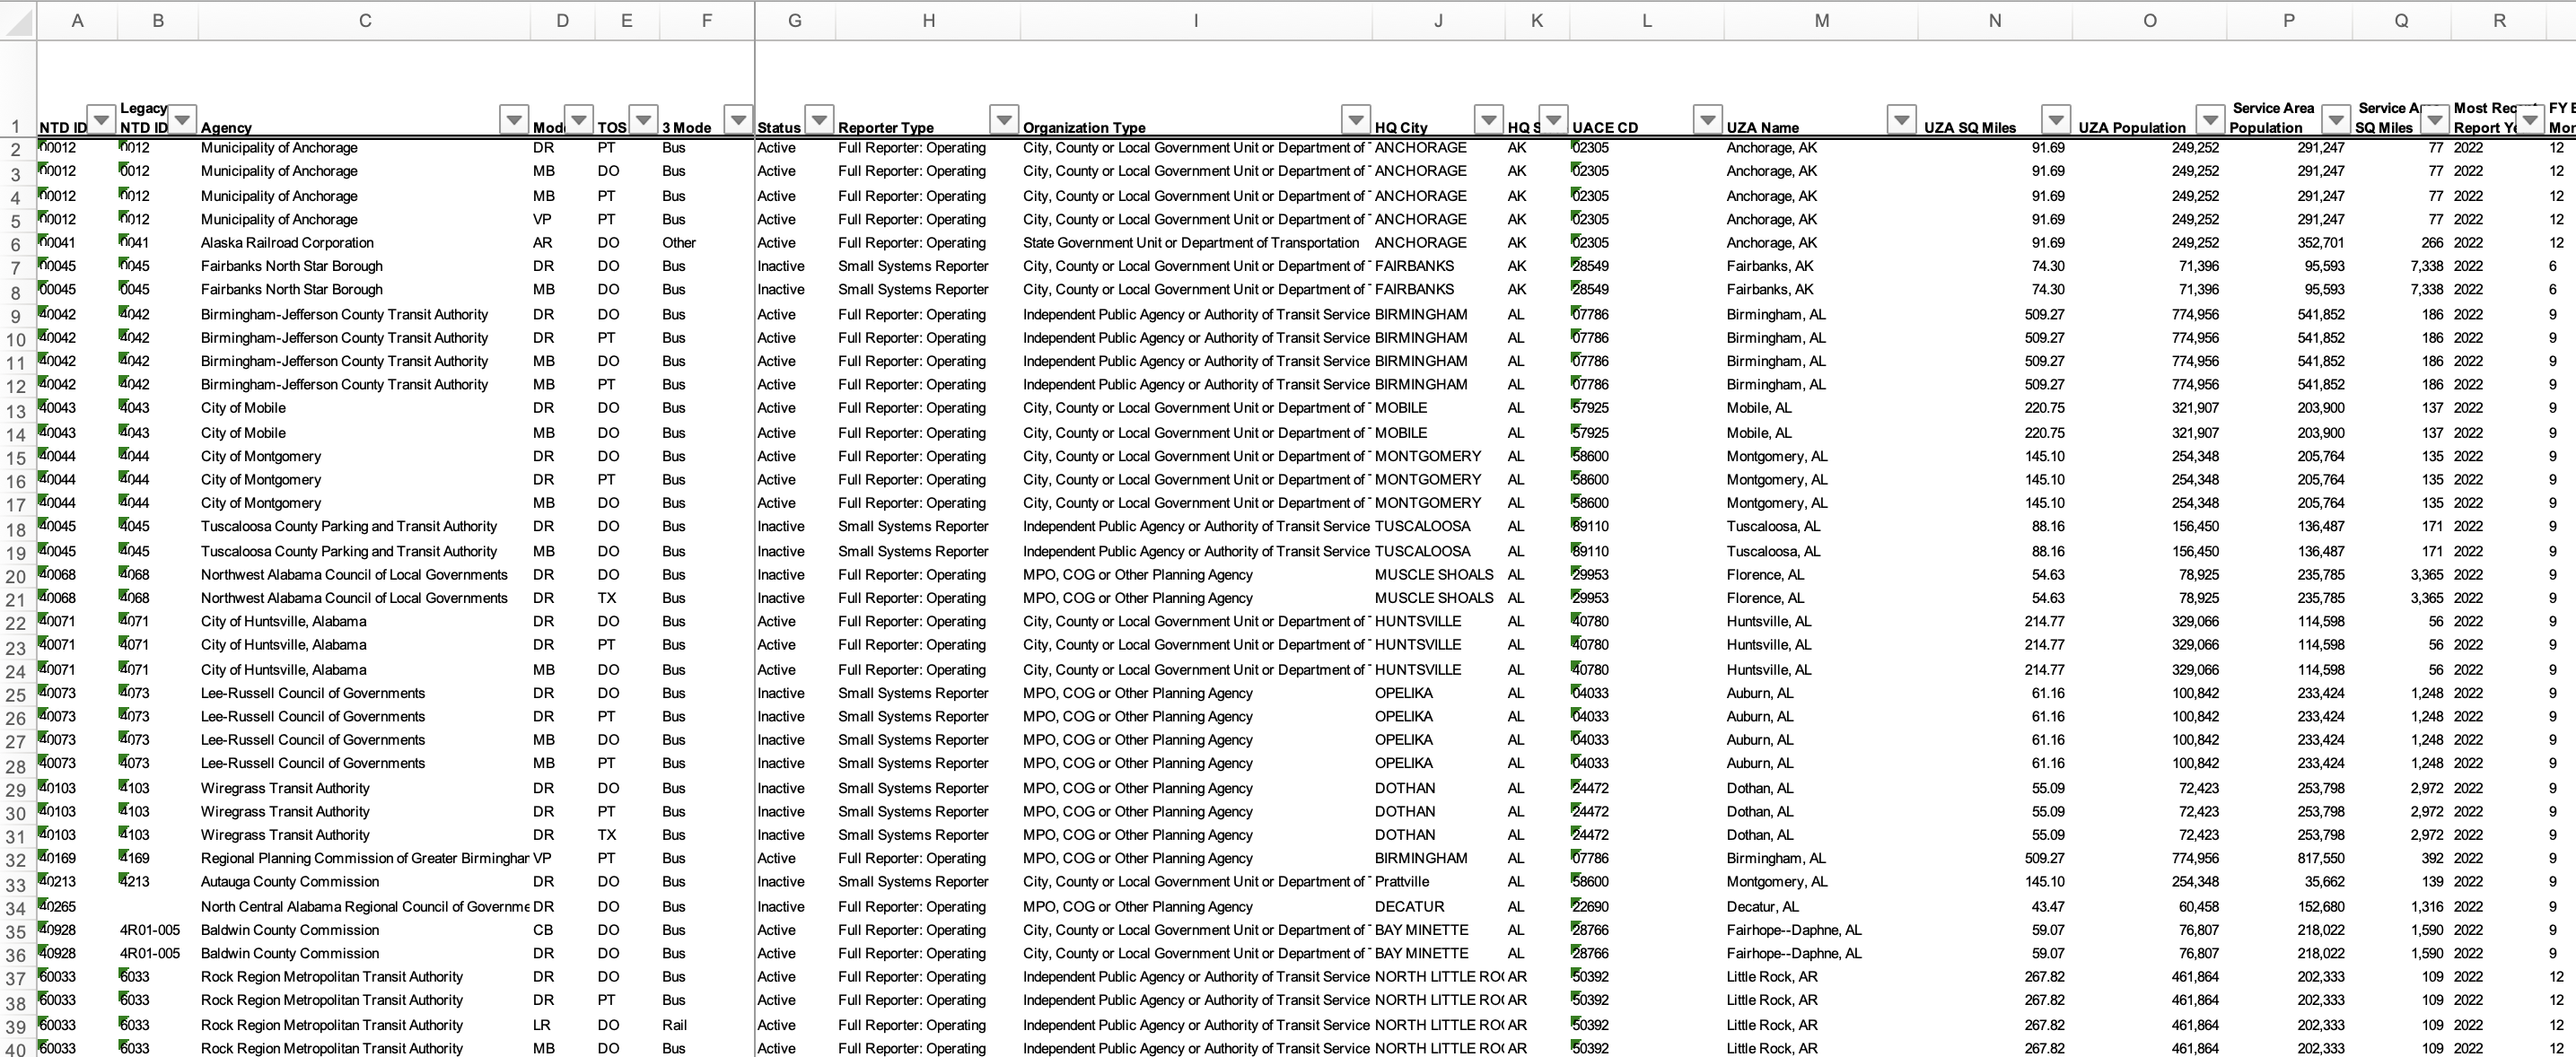 A B C D E F G H I J K L M N O P Q R
1 NTD ID Legacy NTD ID Agency TOS 3 Mode Status Reporter Type Organization Type HQ City HQ UACE CD UZA Name UZA SQ Miles UZA Population Service Area Population Service SQ Miles Most Report FY
2 00012 0012 Municipality of Anchorage DR PT Bus Active Full Reporter: Operating City, County or Local Government Unit or Department of ANCHORAGE AK 02305 Anchorage, AK 91.69 249,252 291,247 77 2022 12
3 00012 0012 Municipality of Anchorage MB DO Bus Active Full Reporter: Operating City, County or Local Government Unit or Department of ANCHORAGE AK 02305 Anchorage, AK 91.69 249,252 291,247 77 2022 12
4 00012 0012 Municipality of Anchorage MB PT Bus Active Full Reporter: Operating City, County or Local Government Unit or Department of ANCHORAGE AK 02305 Anchorage, AK 91.69 249,252 291,247 77 2022 12
5 00012 0012 Municipality of Anchorage VP PT Bus Active Full Reporter: Operating City, County or Local Government Unit or Department of ANCHORAGE AK 02305 Anchorage, AK 91.69 249,252 291,247 77 2022 12
6 00041 0041 Alaska Railroad Corporation AR DO Other Active Full Reporter: Operating State Government Unit or Department of Transportation ANCHORAGE AK 02305 Anchorage, AK 91.69 249,252 352,701 266 2022 12
7 00045 0045 Fairbanks North Star Borough DR DO Bus Inactive Small Systems Reporter City, County or Local Government Unit or Department of FAIRBANKS AK 28549 Fairbanks, AK 74.30 71,396 95,593 7,338 2022 6
8 00045 0045 Fairbanks North Star Borough MB DO Bus Inactive Small Systems Reporter City, County or Local Government Unit or Department of FAIRBANKS AK 28549 Fairbanks, AK 74.30 71,396 95,593 7,338 2022 6
9 40042 4042 Birmingham-Jefferson County Transit Authority DR DO Bus Active Full Reporter: Operating Independent Public Agency or Authority of Transit Service BIRMINGHAM AL 07786 Birmingham, AL 509.27 774,956 541,852 186 2022 9
10 40042 4042 Birmingham-Jefferson County Transit Authority DR PT Bus Active Full Reporter: Operating Independent Public Agency or Authority of Transit Service BIRMINGHAM AL 07786 Birmingham, AL 509.27 774,956 541,852 186 2022 9
11 40042 4042 Birmingham-Jefferson County Transit Authority MB DO Bus Active Full Reporter: Operating Independent Public Agency or Authority of Transit Service BIRMINGHAM AL 07786 Birmingham, AL 509.27 774,956 541,852 186 2022 9
12 40042 4042 Birmingham-Jefferson County Transit Authority MB PT Bus Active Full Reporter: Operating Independent Public Agency or Authority of Transit Service BIRMINGHAM AL 07786 Birmingham, AL 509.27 774,956 541,852 186 2022 9
13 40043 4043 City of Mobile DR DO Bus Active Full Reporter: Operating City, County or Local Government Unit or Department of MOBILE AL 57925 Mobile, AL 220.75 321,907 203,900 137 2022 9
14 40043 4043 City of Mobile MB DO Bus Active Full Reporter: Operating City, County or Local Government Unit or Department of MOBILE AL 57925 Mobile, AL 220.75 321,907 203,900 137 2022 9
15 40044 4044 City of Montgomery DR DO Bus Active Full Reporter: Operating City, County or Local Government Unit or Department of MONTGOMERY AL 58600 Montgomery, AL 145.10 254,348 205,764 135 2022 9
16 40044 4044 City of Montgomery DR PT Bus Active Full Reporter: Operating City, County or Local Government Unit or Department of MONTGOMERY AL 58600 Montgomery, AL 145.10 254,348 205,764 135 2022 9
17 40044 4044 City of Montgomery MB DO Bus Active Full Reporter: Operating City, County or Local Government Unit or Department of MONTGOMERY AL 58600 Montgomery, AL 145.10 254,348 205,764 135 2022 9
18 40045 4045 Tuscaloosa County Parking and Transit Authority DR DO Bus Inactive Small Systems Reporter Independent Public Agency or Authority of Transit Service TUSCALOOSA AL 89110 Tuscaloosa, AL 88.16 156,450 136,487 171 2022 9
19 40045 4045 Tuscaloosa County Parking and Transit Authority MB DO Bus Inactive Small Systems Reporter Independent Public Agency or Authority of Transit Service TUSCALOOSA AL 89110 Tuscaloosa, AL 88.16 156,450 136,487 171 2022 9
20 40068 4068 Northwest Alabama Council of Local Governments DR DO Bus Inactive Full Reporter: Operating MPO, COG or Other Planning Agency MUSCLE SHOALS AL 29953 Florence, AL 54.63 78,925 235,785 3,365 2022 9
21 40068 4068 Northwest Alabama Council of Local Governments DR TX Bus Inactive Full Reporter: Operating MPO, COG or Other Planning Agency MUSCLE SHOALS AL 29953 Florence, AL 54.63 78,925 235,785 3,365 2022 9
22 40071 4071 City of Huntsville, Alabama DR DO Bus Active Full Reporter: Operating City, County or Local Government Unit or Department of HUNTSVILLE AL 40780 Huntsville, AL 214.77 329,066 114,598 56 2022 9
23 40071 4071 City of Huntsville, Alabama DR PT Bus Active Full Reporter: Operating City, County or Local Government Unit or Department of HUNTSVILLE AL 40780 Huntsville, AL 214.77 329,066 114,598 56 2022 9
24 40071 4071 City of Huntsville, Alabama MB DO Bus Active Full Reporter: Operating City, County or Local Government Unit or Department of HUNTSVILLE AL 40780 Huntsville, AL 214.77 329,066 114,598 56 2022 9
25 40073 4073 Lee-Russell Council of Governments DR DO Bus Inactive Small Systems Reporter MPO, COG or Other Planning Agency OPELIKA AL 04033 Auburn, AL 61.16 100,842 233,424 1,248 2022 9
26 40073 4073 Lee-Russell Council of Governments DR PT Bus Inactive Small Systems Reporter MPO, COG or Other Planning Agency OPELIKA AL 04033 Auburn, AL 61.16 100,842 233,424 1,248 2022 9
27 40073 4073 Lee-Russell Council of Governments MB DO Bus Inactive Small Systems Reporter MPO, COG or Other Planning Agency OPELIKA AL 04033 Auburn, AL 61.16 100,842 233,424 1,248 2022 9
28 40073 4073 Lee-Russell Council of Governments MB PT Bus Inactive Small Systems Reporter MPO, COG or Other Planning Agency OPELIKA AL 04033 Auburn, AL 61.16 100,842 233,424 1,248 2022 9
29 40103 4103 Wiregrass Transit Authority DR DO Bus Inactive Small Systems Reporter MPO, COG or Other Planning Agency DOTHAN AL 24472 Dothan, AL 55.09 72,423 253,798 2,972 2022 9
30 40103 4103 Wiregrass Transit Authority DR PT Bus Inactive Small Systems Reporter MPO, COG or Other Planning Agency DOTHAN AL 24472 Dothan, AL 55.09 72,423 253,798 2,972 2022 9
31 40103 4103 Wiregrass Transit Authority DR TX Bus Inactive Small Systems Reporter MPO, COG or Other Planning Agency DOTHAN AL 24472 Dothan, AL 55.09 72,423 253,798 2,972 2022 9
32 40169 4169 Regional Planning Commission of Greater Birminghar VP PT Bus Active Full Reporter: Operating MPO, COG or Other Planning Agency BIRMINGHAM AL 07786 Birmingham, AL 509.27 774,956 817,550 392 2022 9
33 40213 4213 Autauga County Commission DR DO Bus Inactive Small Systems Reporter City, County or Local Government Unit or Department of Prattville AL 58600 Montgomery, AL 145.10 254,348 35,662 139 2022 9
34 40265 North Central Alabama Regional Council of Governme DR DO Bus Inactive Full Reporter: Operating MPO, COG or Other Planning Agency DECATUR AL 22690 Decatur, AL 43.47 60,458 152,680 1,316 2022 9
35 40928 4R01-005 Baldwin County Commission CB DO Bus Active Full Reporter: Operating City, County or Local Government Unit or Department of BAY MINETTE AL 28766 Fairhope--Daphne, AL 59.07 76,807 218,022 1,590 2022 9
36 40928 4R01-005 Baldwin County Commission DR DO Bus Active Full Reporter: Operating City, County or Local Government Unit or Department of BAY MINETTE AL 28766 Fairhope--Daphne, AL 59.07 76,807 218,022 1,590 2022 9
37 60033 6033 Rock Region Metropolitan Transit Authority DR DO Bus Active Full Reporter: Operating Independent Public Agency or Authority of Transit Service NORTH LITTLE RO AR 50392 Little Rock, AR 267.82 461,864 202,333 109 2022 12
38 60033 6033 Rock Region Metropolitan Transit Authority DR PT Bus Active Full Reporter: Operating Independent Public Agency or Authority of Transit Service NORTH LITTLE RO AR 50392 Little Rock, AR 267.82 461,864 202,333 109 2022 12
39 60033 6033 Rock Region Metropolitan Transit Authority LR DO Rail Active Full Reporter: Operating Independent Public Agency or Authority of Transit Service NORTH LITTLE RO AR 50392 Little Rock, AR 267.82 461,864 202,333 109 2022 12
40 60033 6033 Rock Region Metropolitan Transit Authority MB DO Bus Active Full Reporter: Operating Independent Public Agency or Authority of Transit Service NORTH LITTLE RO AR 50392 Little Rock, AR 267.82 461,864 202,333 109 2022 12